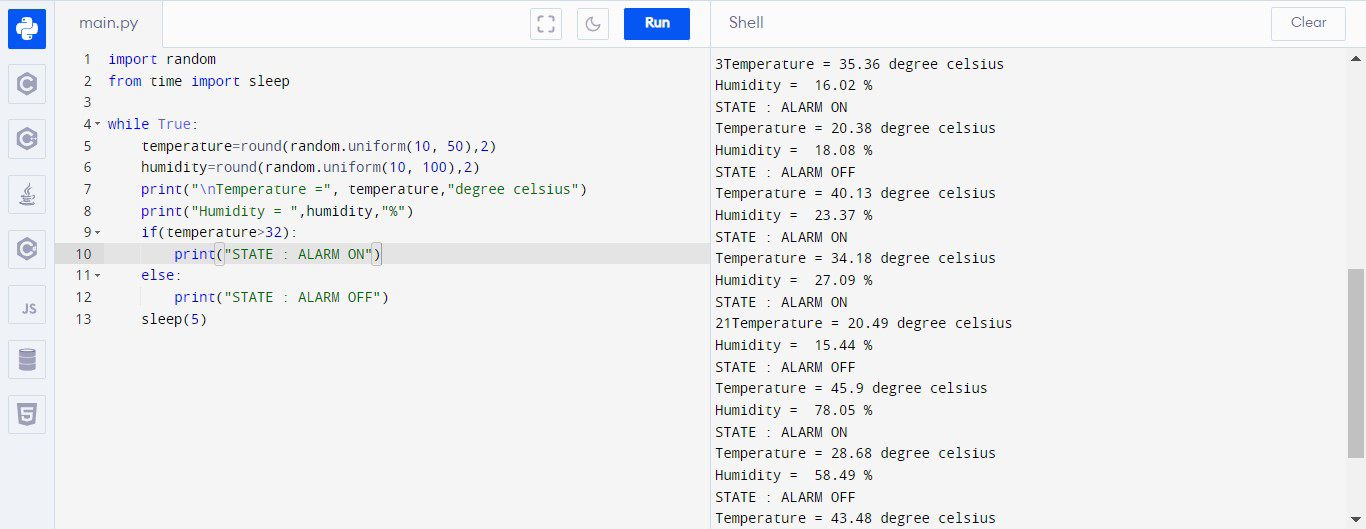 main.py
Run
Shell
Clear
1 import random
2 from time import sleep
3
4 while True:
5     temperature=round(random.uniform(10, 50),2)
6     humidity=round(random.uniform(10, 100),2)
7     print("\nTemperature =", temperature,"degree celsius")
8     print("Humidity = ",humidity,"%")
9     if(temperature>32):
10         print("STATE : ALARM ON")
11     else:
12         print("STATE : ALARM OFF")
13     sleep(5)
JS
3Temperature = 35.36 degree celsius
Humidity =  16.02 %
STATE : ALARM ON
Temperature = 20.38 degree celsius
Humidity =  18.08 %
STATE : ALARM OFF
Temperature = 40.13 degree celsius
Humidity =  23.37 %
STATE : ALARM ON
Temperature = 34.18 degree celsius
Humidity =  27.09 %
STATE : ALARM ON
21Temperature = 20.49 degree celsius
Humidity =  15.44 %
STATE : ALARM OFF
Temperature = 45.9 degree celsius
Humidity =  78.05 %
STATE : ALARM ON
Temperature = 28.68 degree celsius
Humidity =  58.49 %
STATE : ALARM OFF
Temperature = 43.48 degree celsius